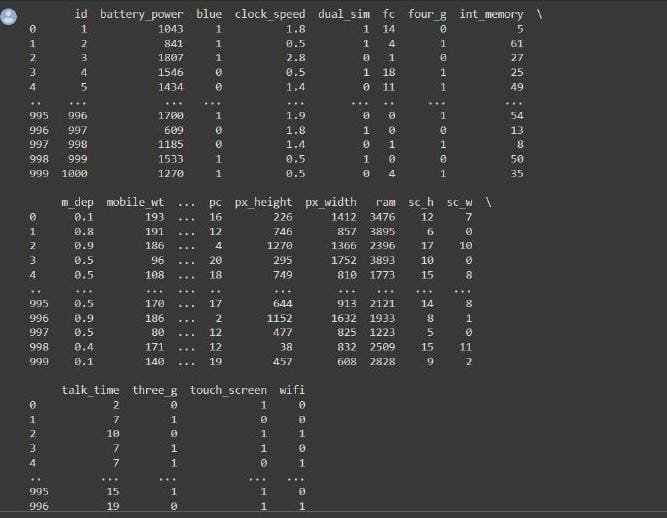 id battery_power blue clock_speed dual_sim fc four_g int_memory \
0 1 1043 1 1.8 1 14 0 5
1 2 841 1 0.5 1 4 1 61
2 3 1807 1 2.8 0 1 0 27
3 4 1546 0 0.5 1 18 1 25
4 5 1434 0 1.4 0 11 1 49
.. ... ... ... ... ... .. ... ...
995 996 1700 1 1.9 0 0 1 54
996 997 609 0 1.8 1 0 0 13
997 998 1185 0 1.4 0 1 1 8
998 999 1533 1 0.5 1 0 0 50
999 1000 1270 1 0.5 0 4 1 35
m_dep mobile_wt ... pc px_height px_width ram sc_h sc_w \
0 0.1 193 ... 16 226 1412 3476 12 7
1 0.8 191 ... 12 746 857 3895 6 0
2 0.9 186 ... 4 1270 1366 2396 17 10
3 0.5 96 ... 20 295 1752 3893 10 0
4 0.5 108 ... 18 749 810 1773 15 8
.. ... ... ... .. ... ... ... ... ...
995 0.5 170 ... 17 644 913 2121 14 8
996 0.9 186 ... 2 1152 1632 1933 8 1
997 0.5 80 ... 12 477 825 1223 5 0
998 0.4 171 ... 12 38 832 2509 15 11
999 0.1 140 ... 19 457 608 2828 9 2
talk_time three_g touch_screen wifi
0 2 0 1 0
1 7 1 0 0
2 10 0 1 1
3 7 1 1 0
4 7 1 0 1
.. ... ... ... ...
995 15 1 1 0
996 19 0 1 1